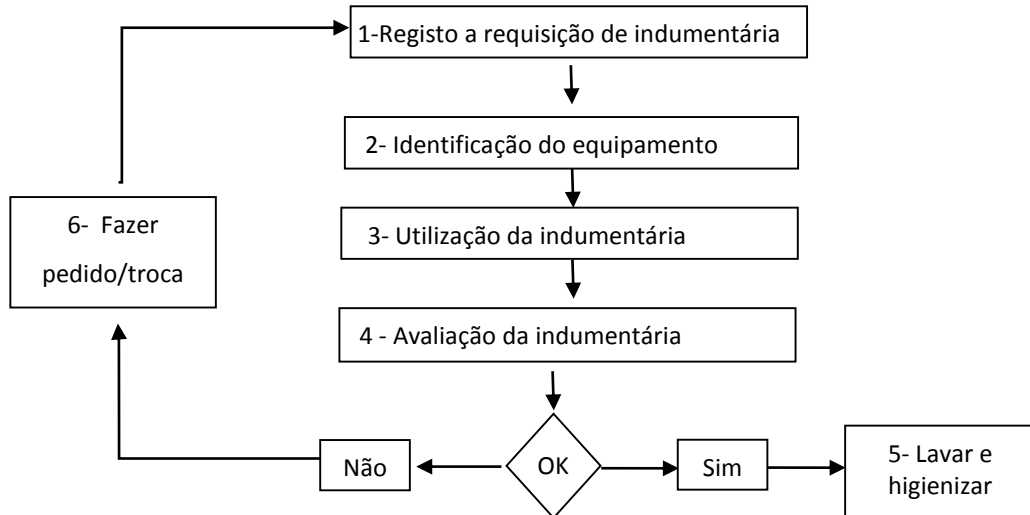 1-Registo a requisição de indumentária
2- Identificação do equipamento
3- Utilização da indumentária
6- Fazer
pedido/troca
4 - Avaliação da indumentária
Não
OK
Sim
5- Lavar e
higienizar